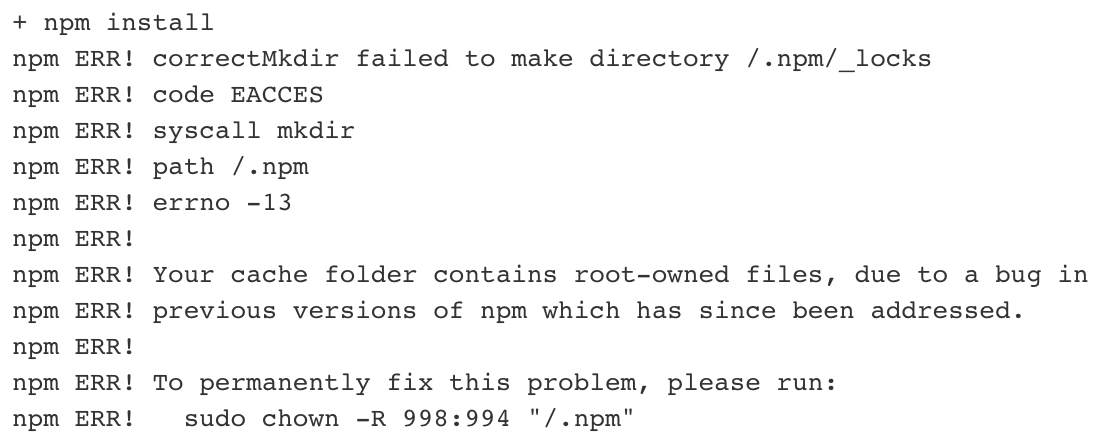 + npm install
npm ERR! correctMkdir failed to make directory /.npm/_locks
npm ERR! code EACCES
npm ERR! syscall mkdir
npm ERR! path /.npm
npm ERR! errno -13
npm ERR!
npm ERR! Your cache folder contains root-owned files, due to a bug in
npm ERR! previous versions of npm which has since been addressed.
npm ERR!
npm ERR! To permanently fix this problem, please run:
npm ERR!   sudo chown -R 998:994 "/.npm"